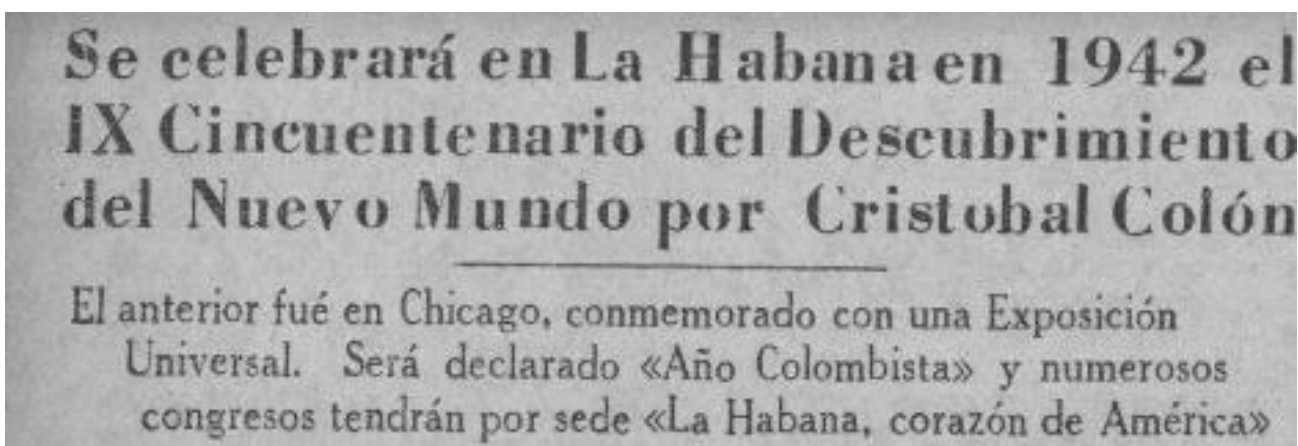 Se celebrará en La Habana en 1942 el
IX Cincuentenario del Descubrimiento
del Nuevo Mundo por Cristobal Colón
El anterior fué en Chicago, conmemorado con una Exposición
Universal. Será declarado «Año Colombista» y numerosos
congresos tendrán por sede «La Habana, corazón de América»